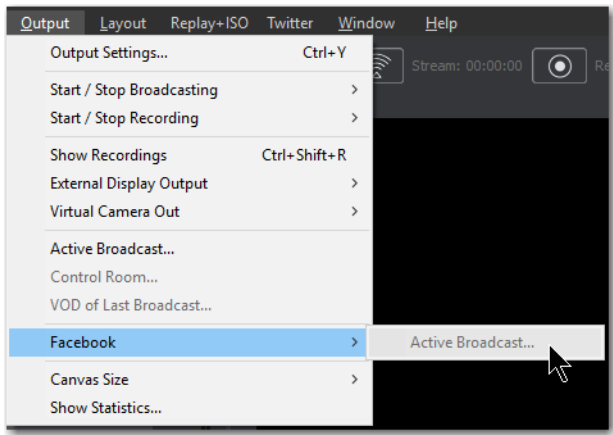 Output Layout Replay+ISO Twitter Window Help
Output Settings... Ctrl+Y
Stream: 00:00:00 Re
Start / Stop Broadcasting
Start / Stop Recording
Show Recordings Ctrl+Shift+R
External Display Output
Virtual Camera Out
Active Broadcast...
Control Room...
VOD of Last Broadcast...
Facebook Active Broadcast...
Canvas Size
Show Statistics...